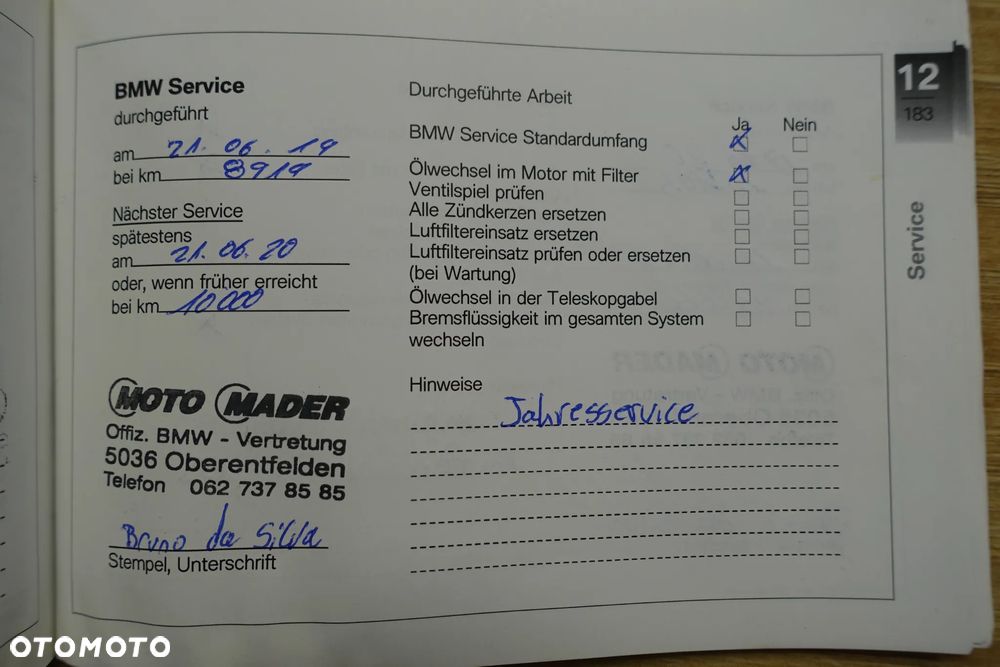 BMW Service
durchgeführt
am 21. 06. 19
bei km 8919
Nächster Service
spätestens
am 21. 06. 20
oder, wenn früher erreicht
bei km 10000
MOTO MADER
Offiz. BMW - Vertretung
5036 Oberentfelden
Telefon 062 737 85 85
Bruno da Silva
Stempel, Unterschrift
Durchgeführte Arbeit
Ja Nein
BMW Service Standardumfang
Ölwechsel im Motor mit Filter
Ventilspiel prüfen
Alle Zündkerzen ersetzen
Luftfiltereinsatz ersetzen
Luftfiltereinsatz prüfen oder ersetzen
(bei Wartung)
Ölwechsel in der Teleskopgabel
Bremsflüssigkeit im gesamten System
wechseln
Hinweise
Jahresservice
12
183
Service
OTOMOTO